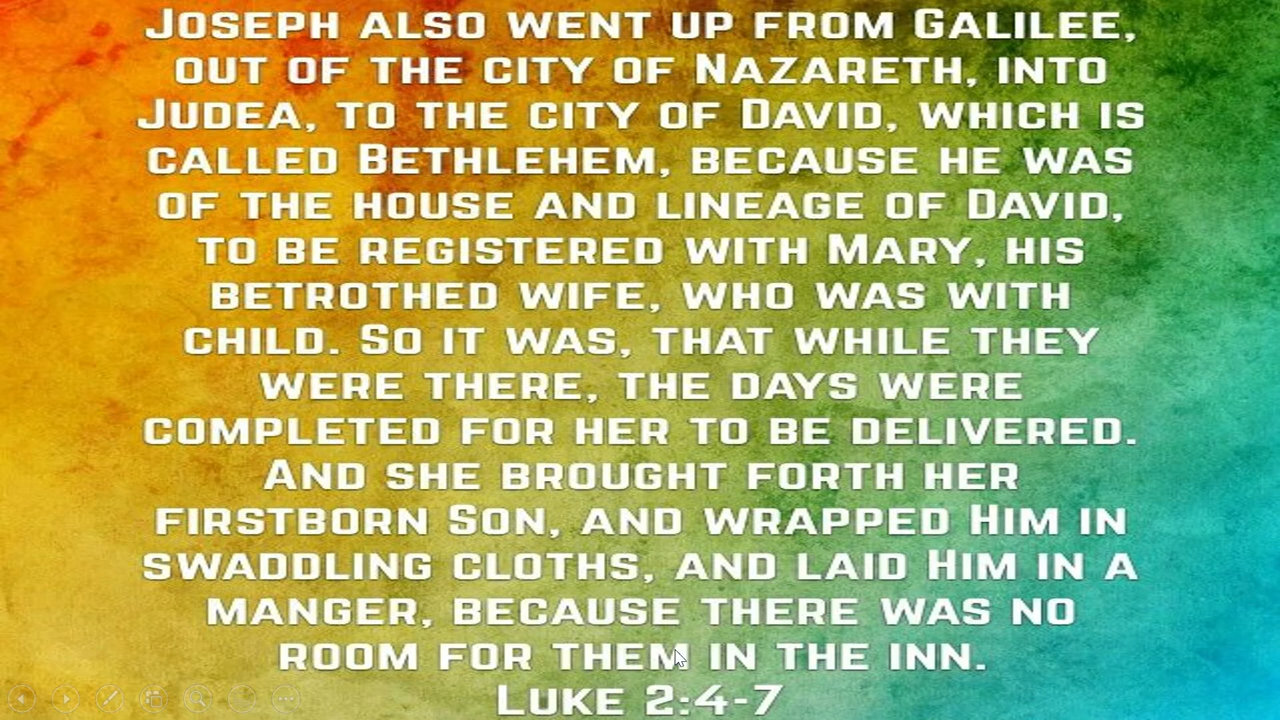 Joseph also went up from Galilee,
out of the city of Nazareth, into
Judea, to the city of David, which is
called Bethlehem, because he was
of the house and lineage of David,
to be registered with Mary, his
betrothed wife, who was with
child. So it was, that while they
were there, the days were
completed for her to be delivered.
And she brought forth her
firstborn Son, and wrapped Him in
swaddling cloths, and laid Him in a
manger, because there was no
room for them in the inn.
Luke 2:4-7